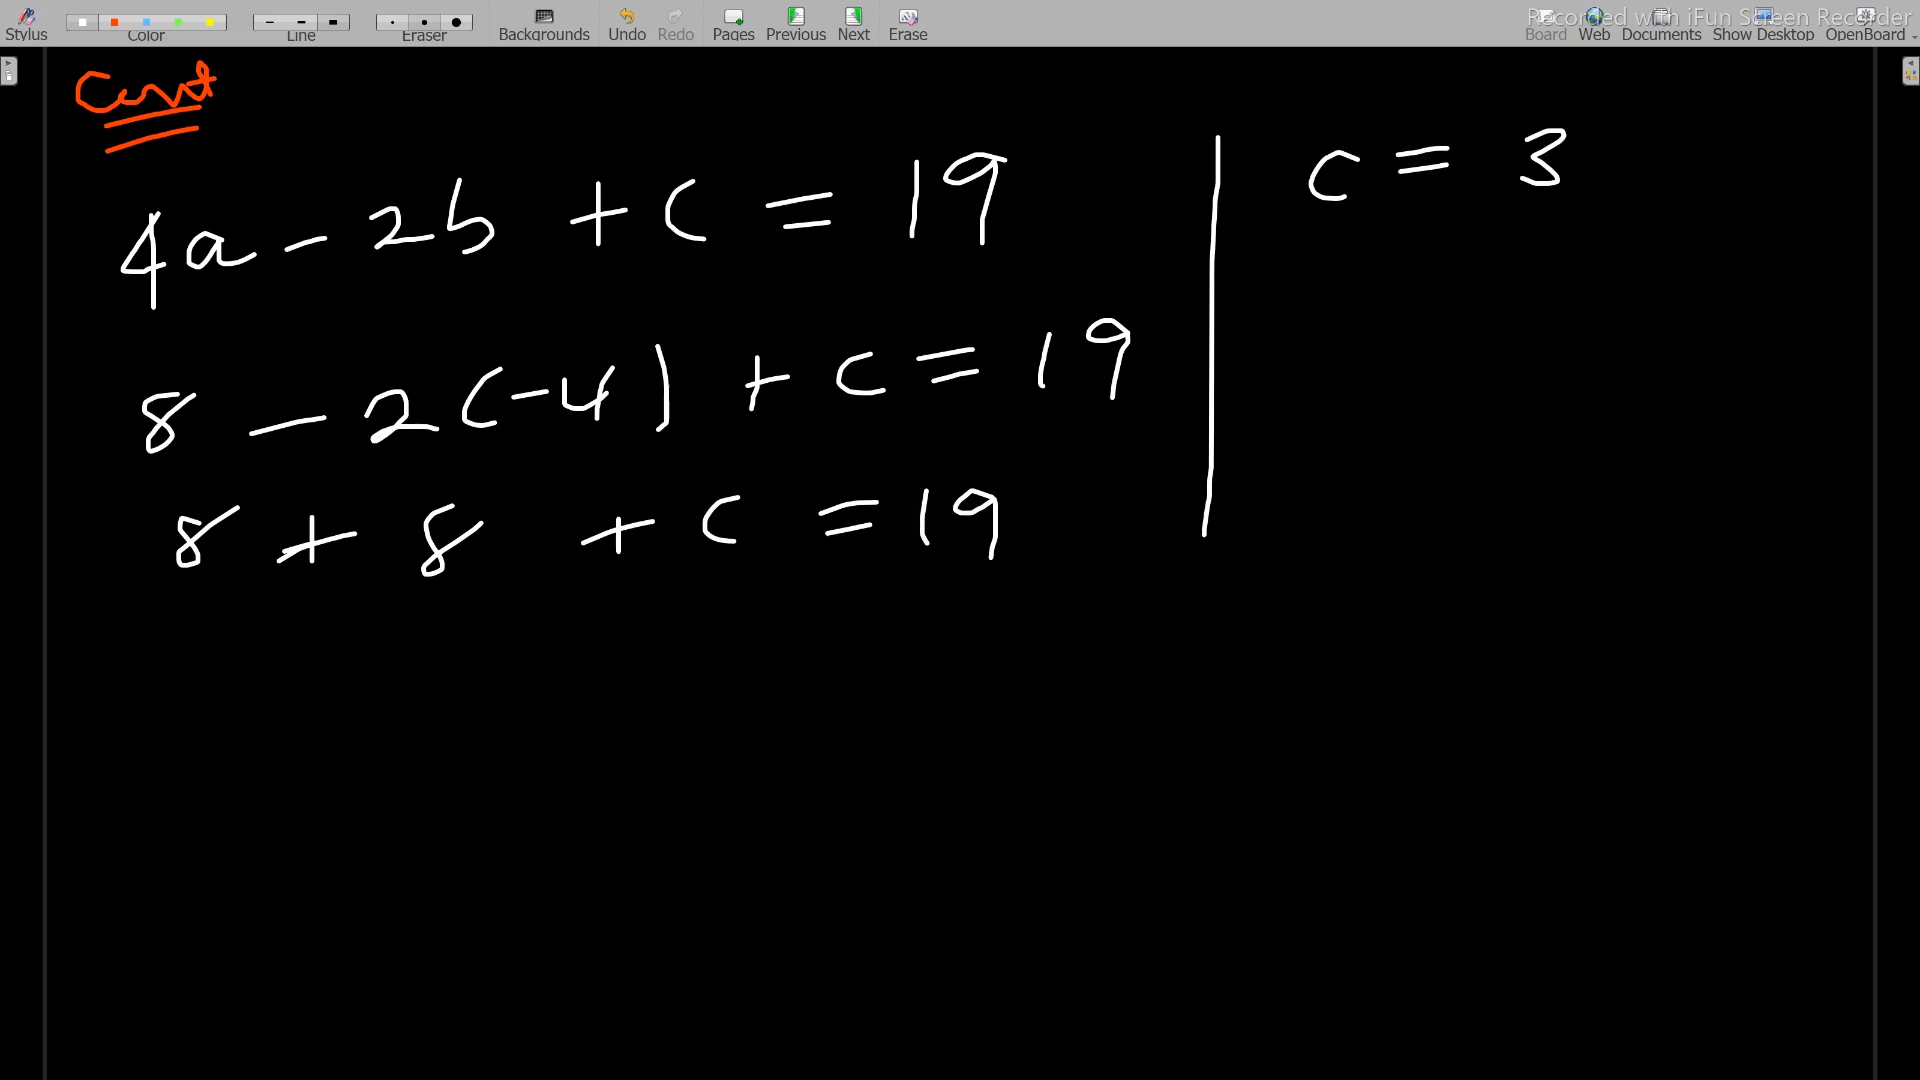 Recorded with iFun Screen Recorder
Stylus Color Line Eraser Backgrounds Undo Redo Pages Previous Next Erase Board Web Documents Show Desktop OpenBoard
Cont
4a - 2b + c = 19
8 - 2(-4) + c = 19
8 + 8 + c = 19
c = 3